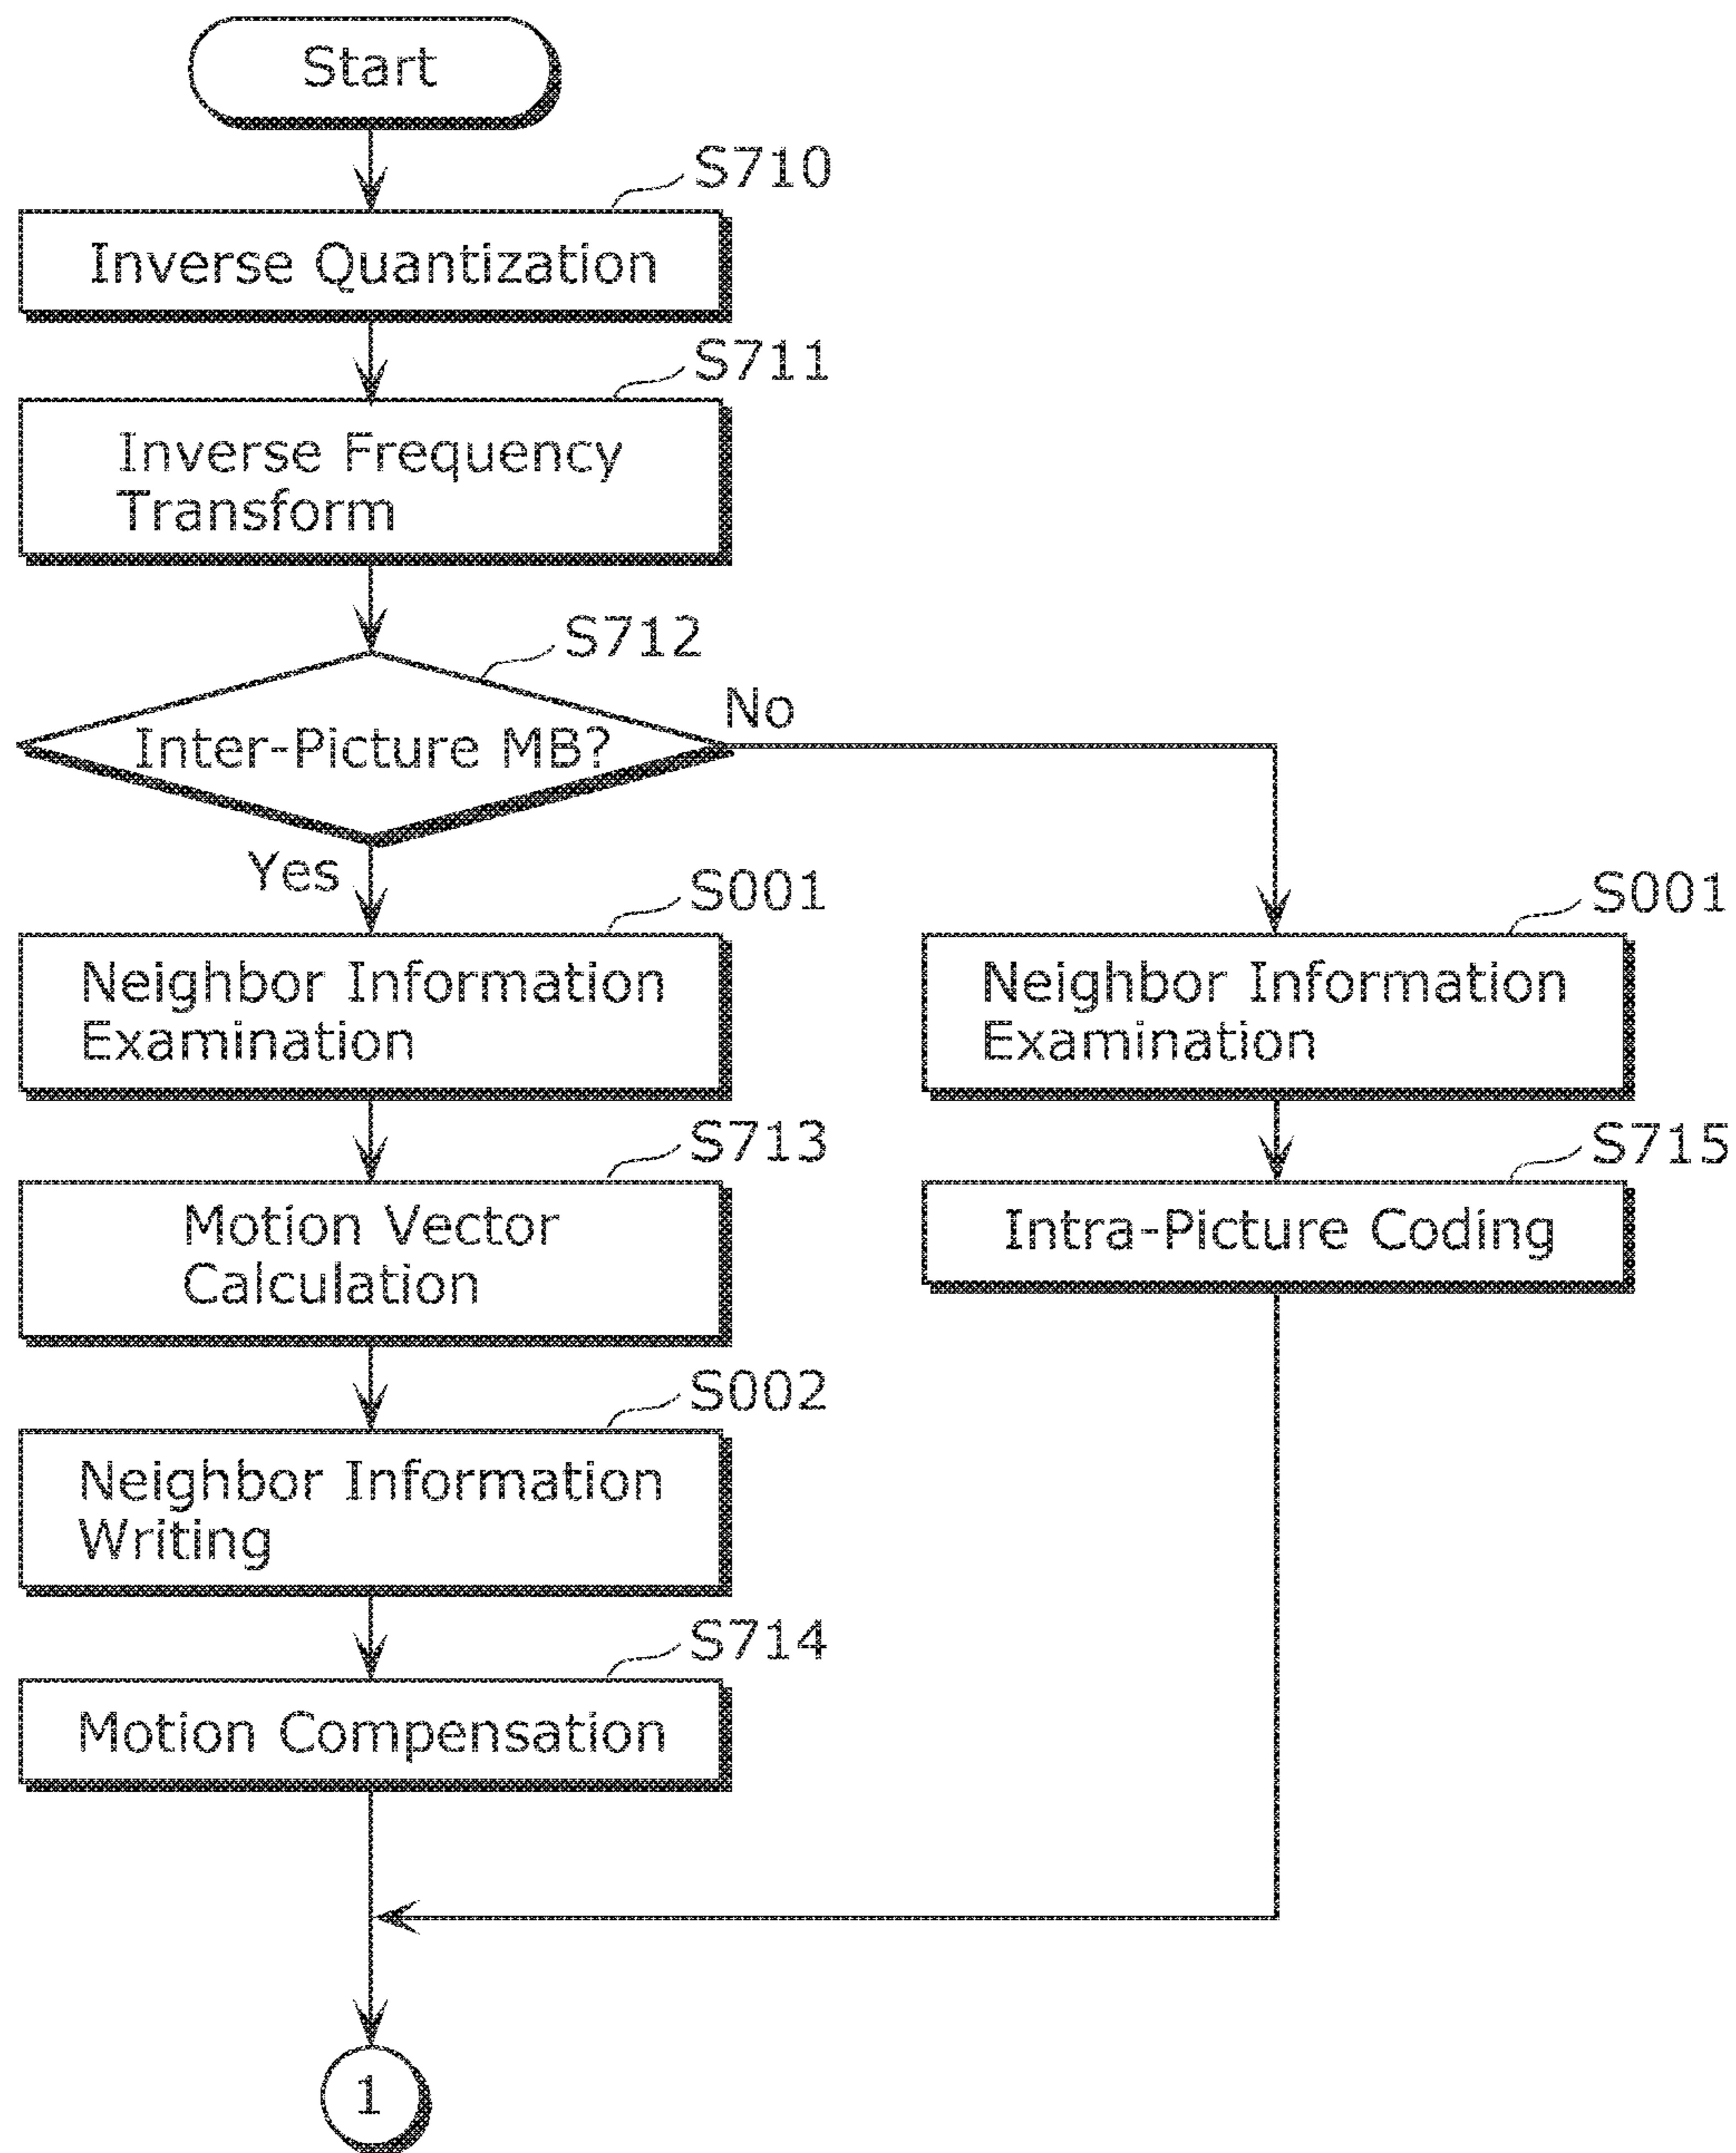 Start
S710
Inverse Quantization
S711
Inverse Frequency
Transform
S712
Inter-Picture MB?
No
Yes
S001
Neighbor Information
Examination
S001
Neighbor Information
Examination
S713
Motion Vector
Calculation
S715
Intra-Picture Coding
S002
Neighbor Information
Writing
S714
Motion Compensation
1